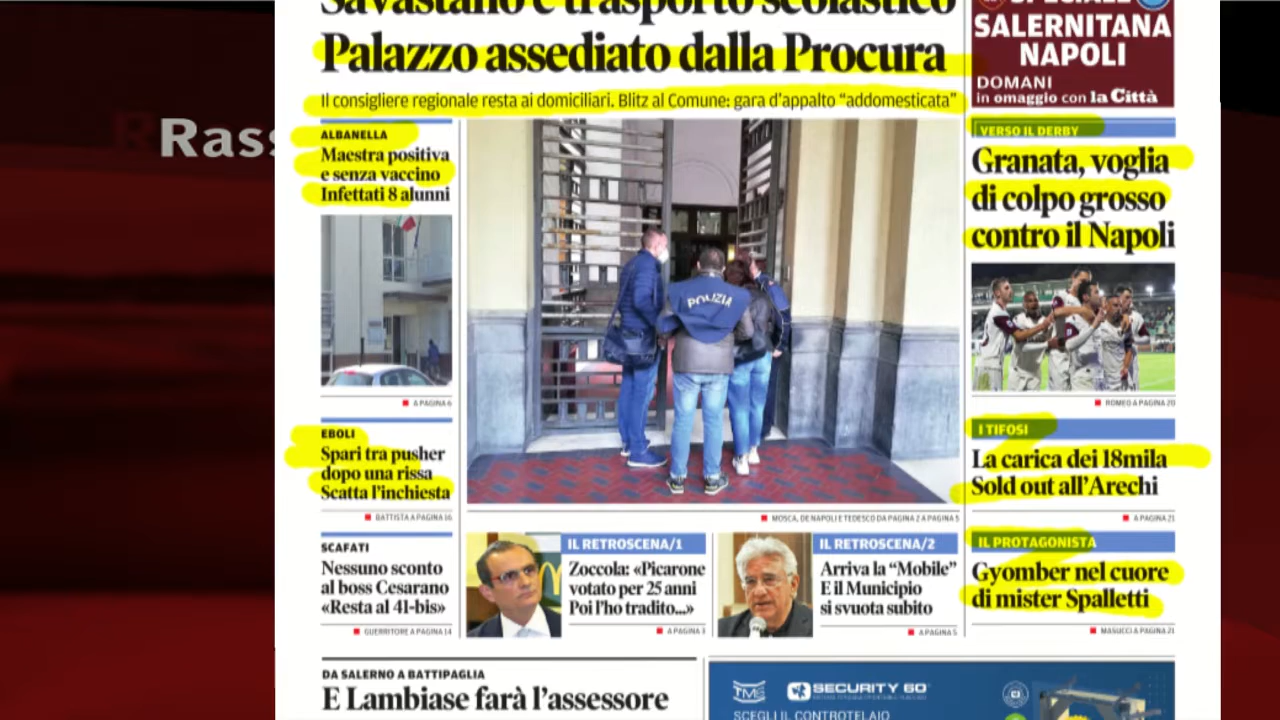 Savastano e trasporto scolastico
Palazzo assediato dalla Procura
Il consigliere regionale resta ai domiciliari. Blitz al Comune: gara d'appalto “addomesticata”
SPECIALE
SALERNITANA
NAPOLI
DOMANI
in omaggio con la Città
Rass
ALBANELLA
Maestra positiva
e senza vaccino
Infettati 8 alunni
A PAGINA 6
EBOLI
Spari tra pusher
dopo una rissa
Scatta l'inchiesta
BATTISTA A PAGINA 16
SCAFATI
Nessuno sconto
al boss Cesarano
«Resta al 41-bis»
GUERRITORE A PAGINA 14
POLIZIA
MOSCA, DE NAPOLI E TEDESCO DA PAGINA 2 A PAGINA 5
IL RETROSCENA/1
Zoccola: «Picarone
votato per 25 anni
Poi l'ho tradito...»
A PAGINA 3
IL RETROSCENA/2
Arriva la “Mobile”
E il Municipio
si svuota subito
A PAGINA 5
VERSO IL DERBY
Granata, voglia
di colpo grosso
contro il Napoli
ROMEO A PAGINA 20
I TIFOSI
La carica dei 18mila
Sold out all'Arechi
A PAGINA 21
IL PROTAGONISTA
Gyomber nel cuore
di mister Spalletti
MASUCCI A PAGINA 21
DA SALERNO A BATTIPAGLIA
E Lambiase farà l'assessore
TMS
SECURITY 60
SCEGLI IL CONTROTELAIO